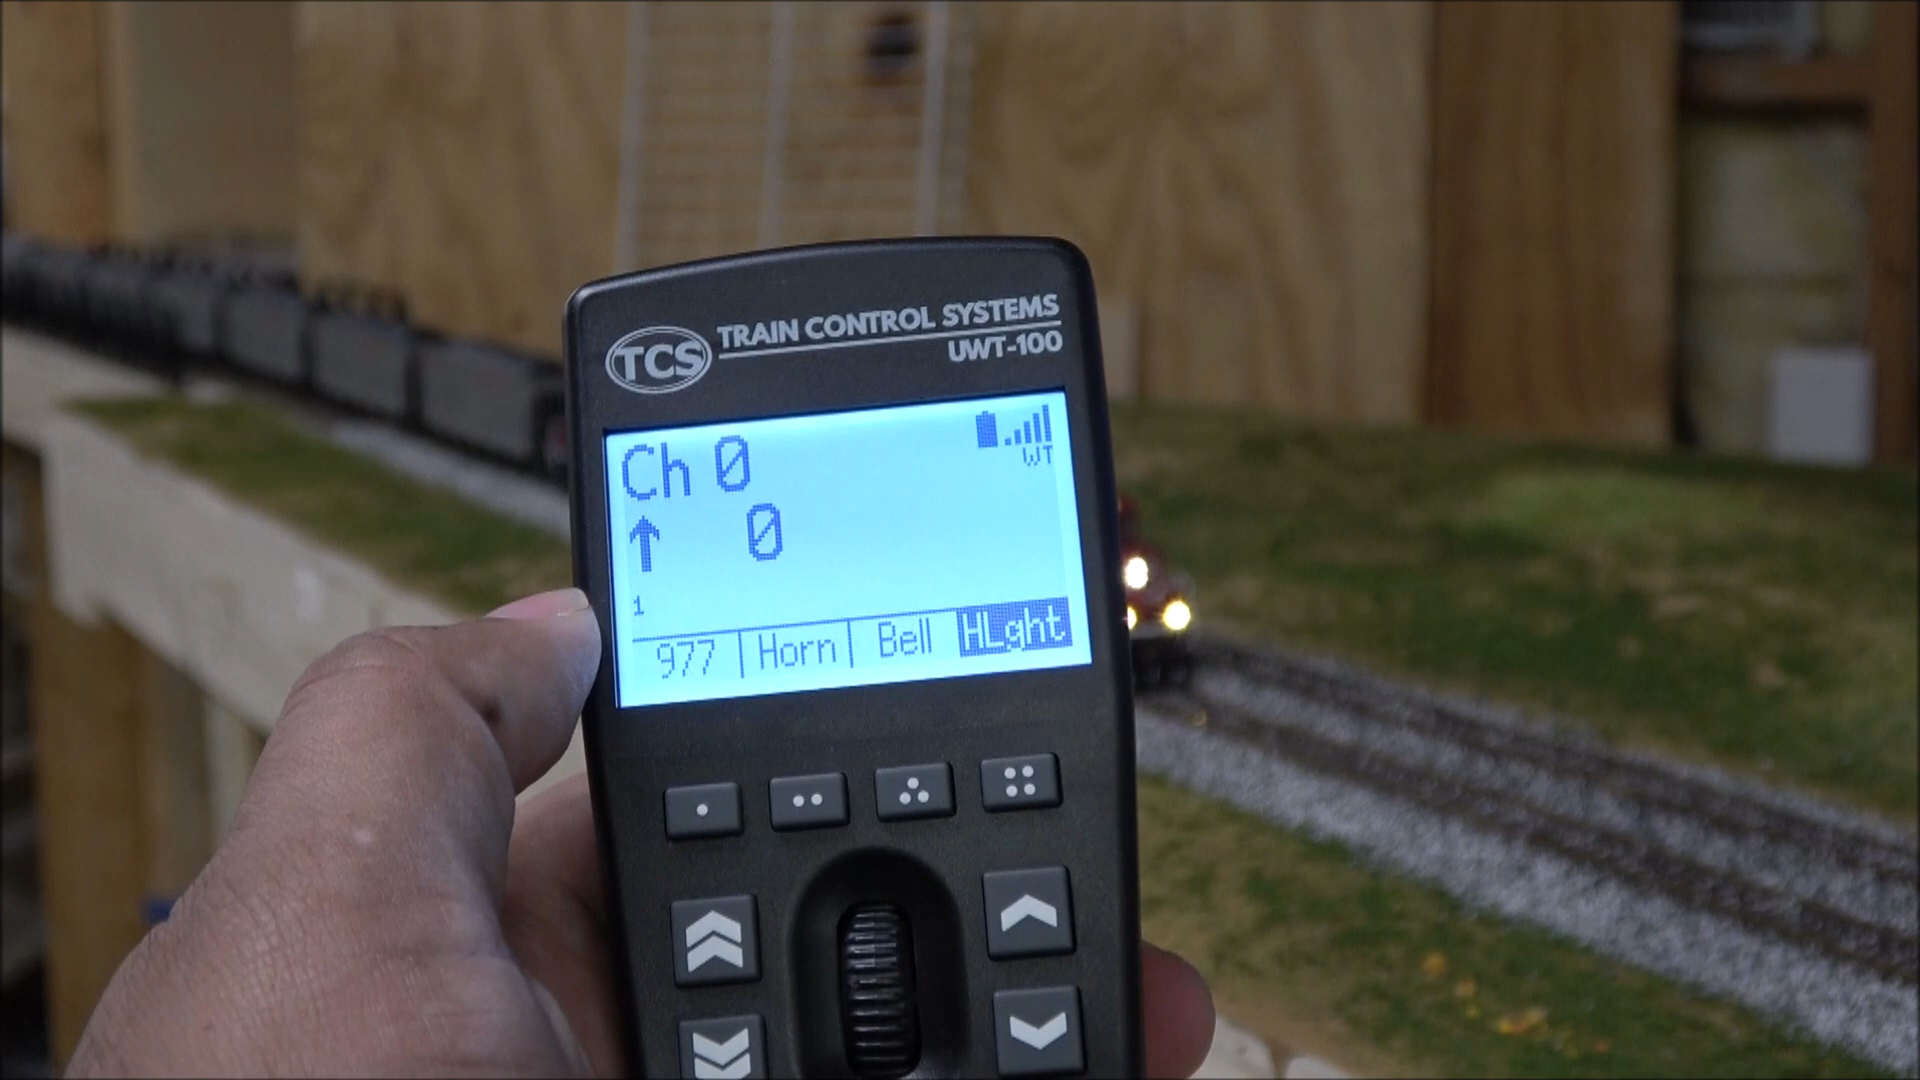 TCS TRAIN CONTROL SYSTEMS
UWT-100
Ch 0
WT
↑ 0
1
977 Horn Bell HLght